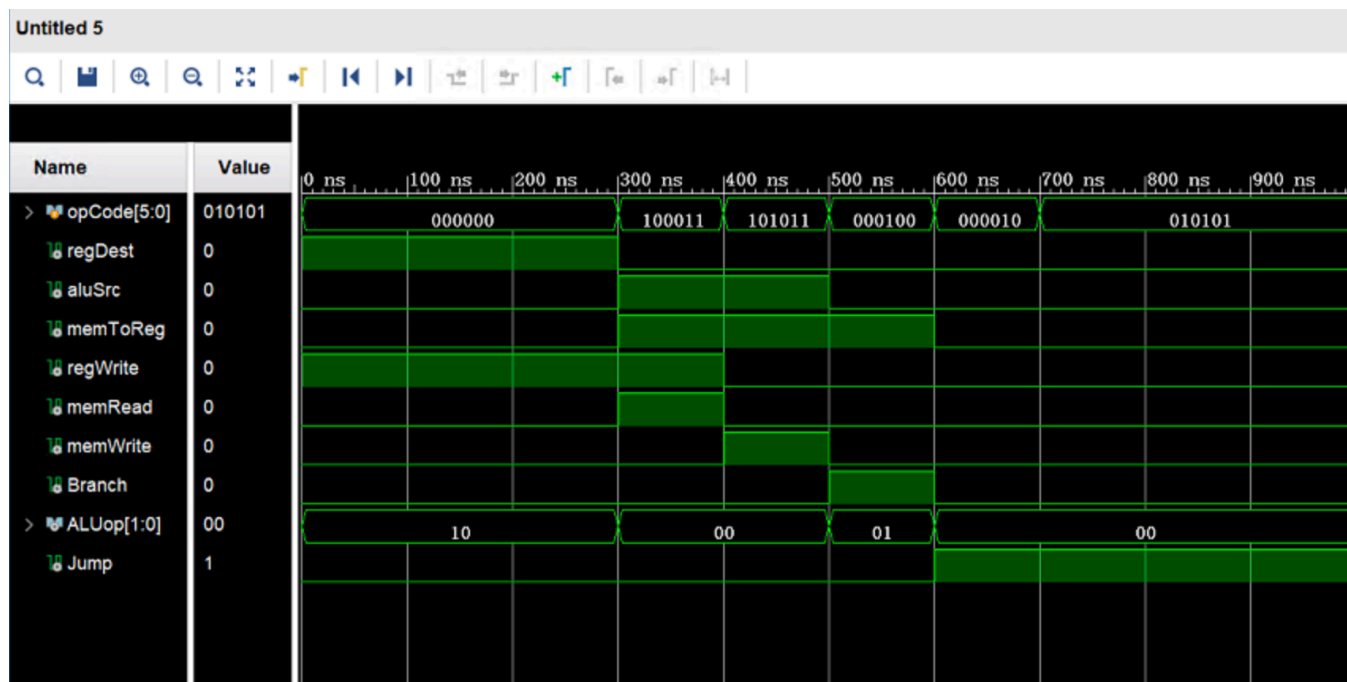 Untitled 5
Name Value
0 ns 100 ns 200 ns 300 ns 400 ns 500 ns 600 ns 700 ns 800 ns 900 ns
opCode[5:0] 010101 000000 100011 101011 000100 000010 010101
regDest 0
aluSrc 0
memToReg 0
regWrite 0
memRead 0
memWrite 0
Branch 0
ALUop[1:0] 00 10 00 01 00
Jump 1